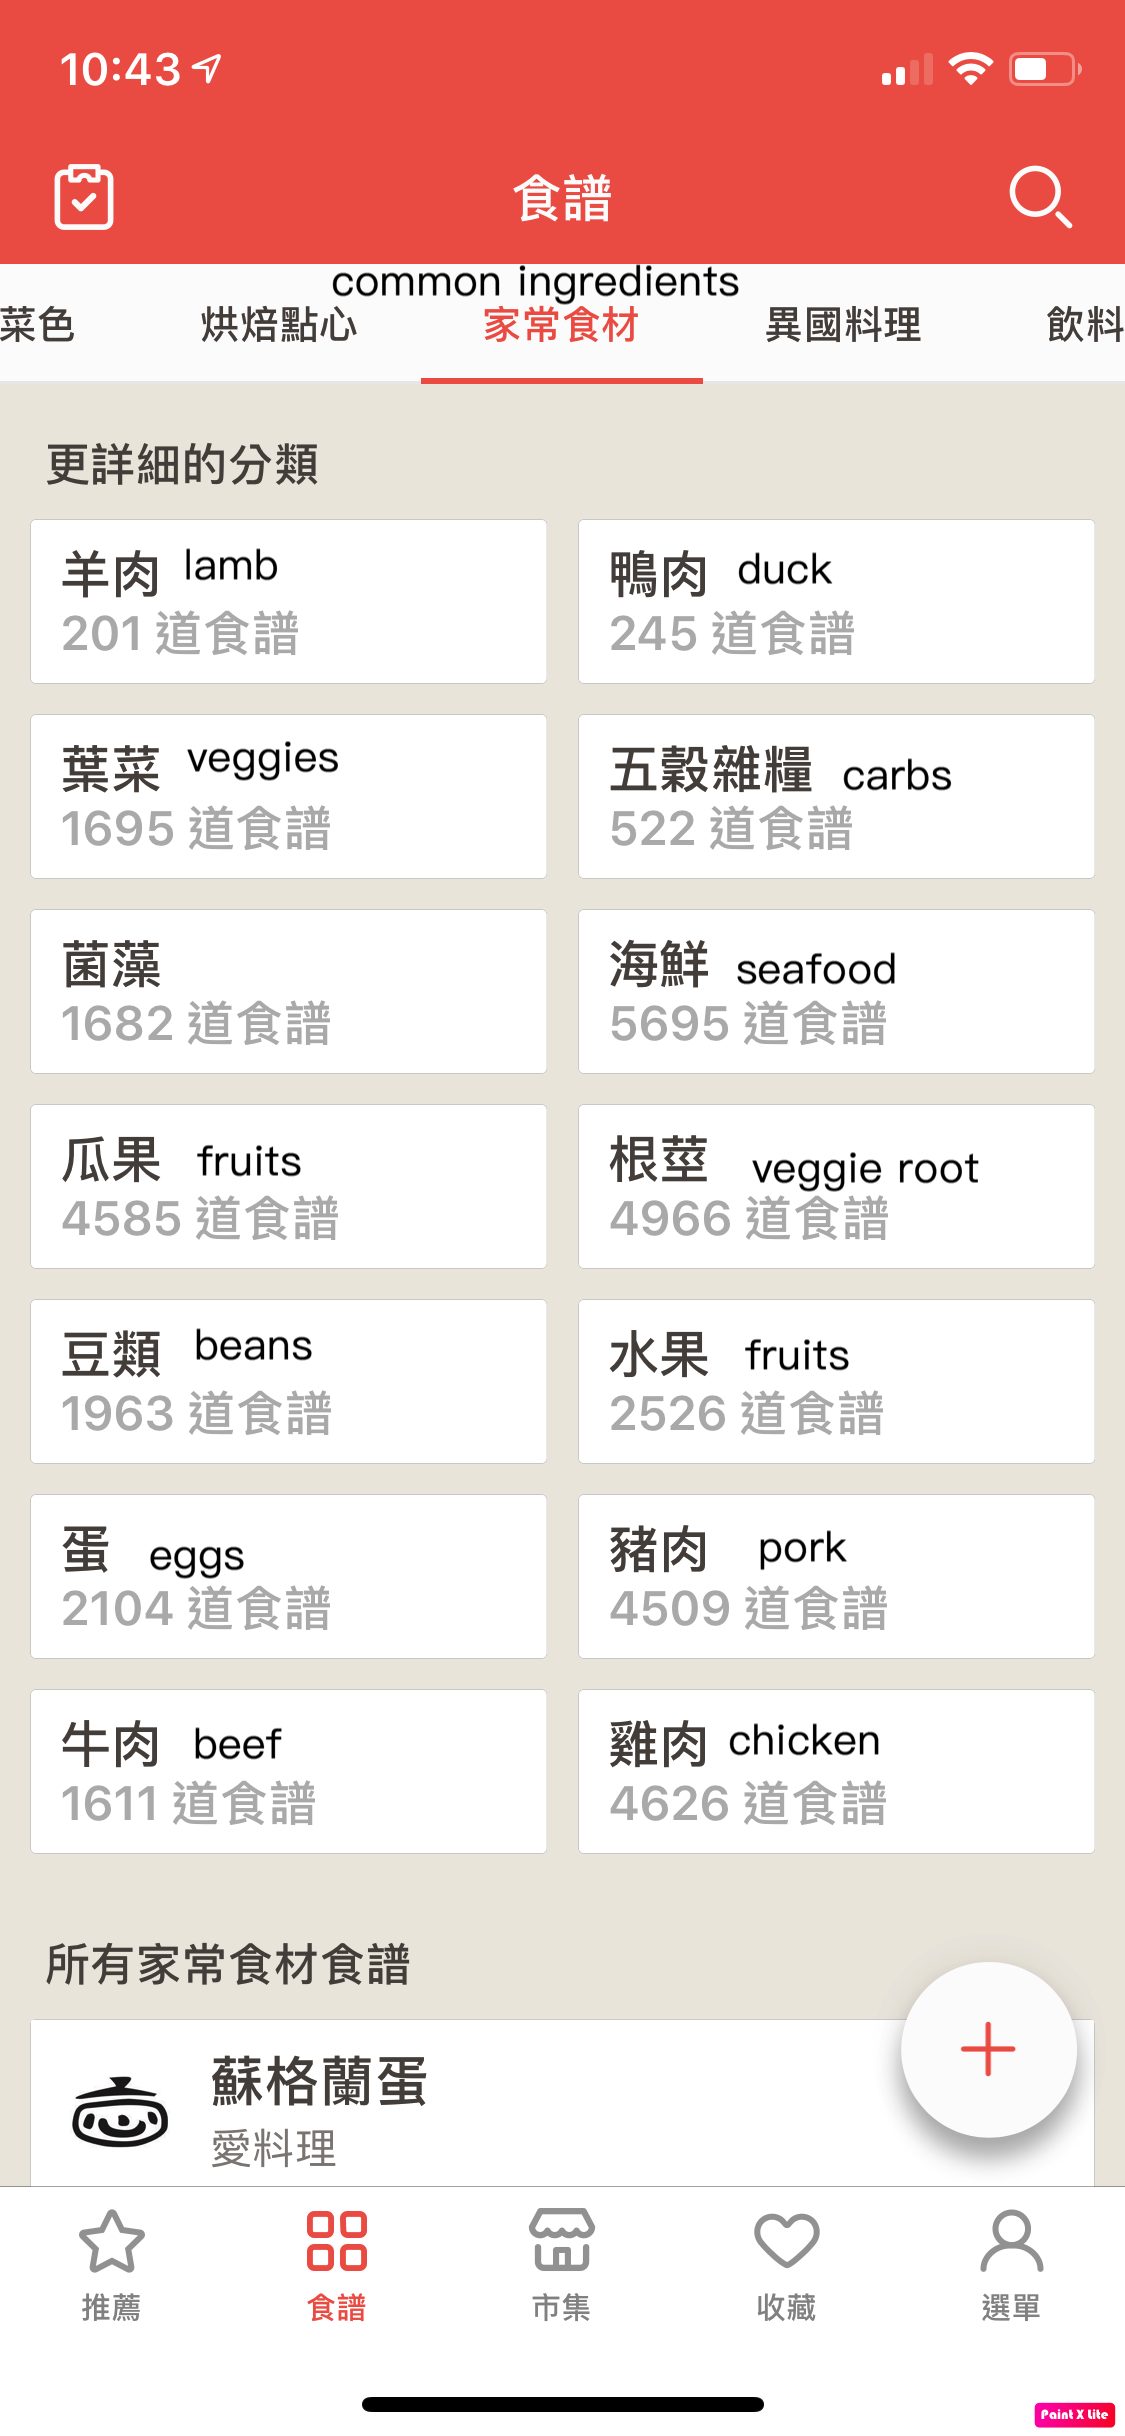 10:43
食譜
common ingredients
菜色 烘焙點心 家常食材 異國料理 飲料
更詳細的分類
羊肉 lamb
201 道食譜
鴨肉 duck
245 道食譜
葉菜 veggies
1695 道食譜
五穀雜糧 carbs
522 道食譜
菌藻
1682 道食譜
海鮮 seafood
5695 道食譜
瓜果 fruits
4585 道食譜
根莖 veggie root
4966 道食譜
豆類 beans
1963 道食譜
水果 fruits
2526 道食譜
蛋 eggs
2104 道食譜
豬肉 pork
4509 道食譜
牛肉 beef
1611 道食譜
雞肉 chicken
4626 道食譜
所有家常食材食譜
蘇格蘭蛋
愛料理
推薦 食譜 市集 收藏 選單
Paint X Lite